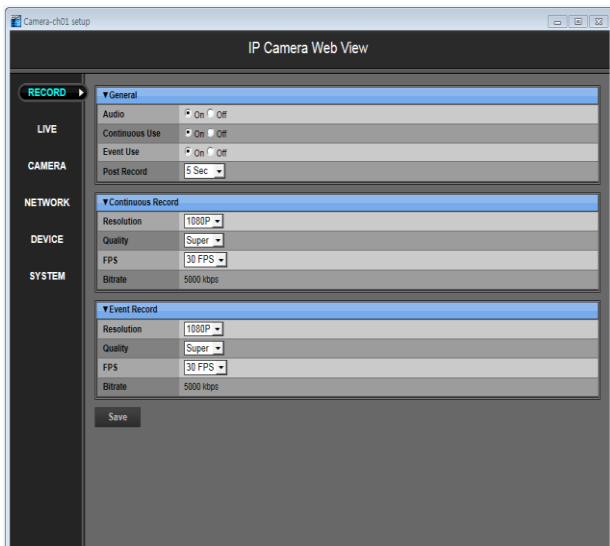 Camera-ch01 setup
IP Camera Web View
RECORD
LIVE
CAMERA
NETWORK
DEVICE
SYSTEM
▼General
Audio On Off
Continuous Use On Off
Event Use On Off
Post Record 5 Sec
▼Continuous Record
Resolution 1080P
Quality Super
FPS 30 FPS
Bitrate 5000 kbps
▼Event Record
Resolution 1080P
Quality Super
FPS 30 FPS
Bitrate 5000 kbps
Save